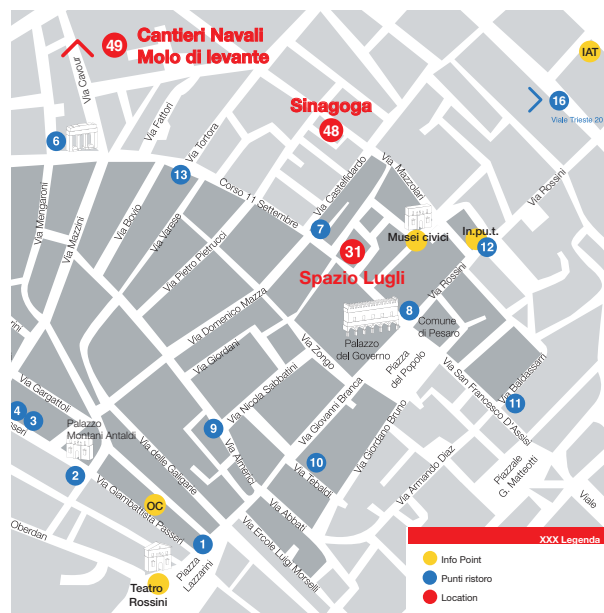 49
Cantieri Navali
Molo di levante
IAT
Via Cavour
16
Viale Trieste 20
Sinagoga
48
Via Fattori
Via Tortora
6
13
Corso 11 Settembre
Via Castelfidardo
Via Mazzolari
Via Rossini
Via Mengaroni
Via Mazzini
Via Bovio
Via Varese
Via Pietro Petrucci
7
31
Spazio Lugli
Musei civici
In.pu.t.
12
Via Rossini
Via Domenico Mazza
8
Comune
di Pesaro
Palazzo
del Governo
Via Giordani
Via Zongo
Piazza
del Popolo
Via San Francesco D'Assisi
Via Baldassarri
11
Via Gargattoli
4
3
Palazzo
Montani Antaldi
Via Nicola Sabbatini
Via Giovanni Branca
Via Giordano Bruno
9
Via Almerici
10
Via Tebaldi
Via Armando Diaz
Piazzale
G. Matteotti
Viale
Via delle Galigarie
2
Via Giambattista Passeri
OC
Via Abbati
Via Ercole Luigi Morselli
Oberdan
1
Piazza
Lazzarini
Teatro
Rossini
XXX Legenda
Info Point
Punti ristoro
Location